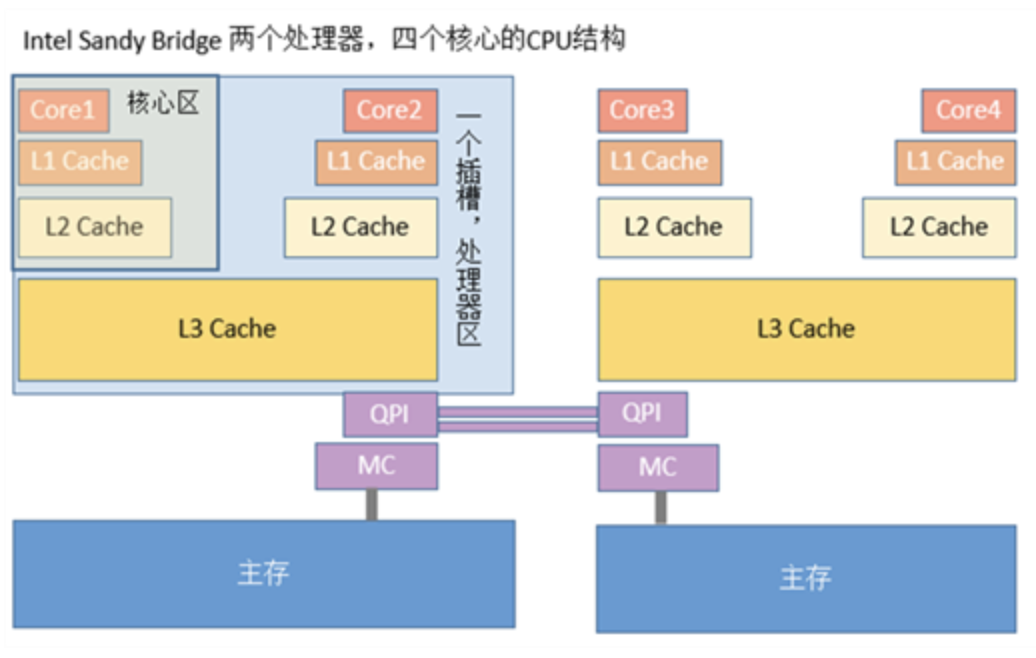 Intel Sandy Bridge 两个处理器，四个核心的CPU结构
Core1
核心区
Core2
一个插槽，处理器区
Core3
Core4
L1 Cache
L1 Cache
L1 Cache
L1 Cache
L2 Cache
L2 Cache
L2 Cache
L2 Cache
L3 Cache
L3 Cache
QPI
QPI
MC
MC
主存
主存